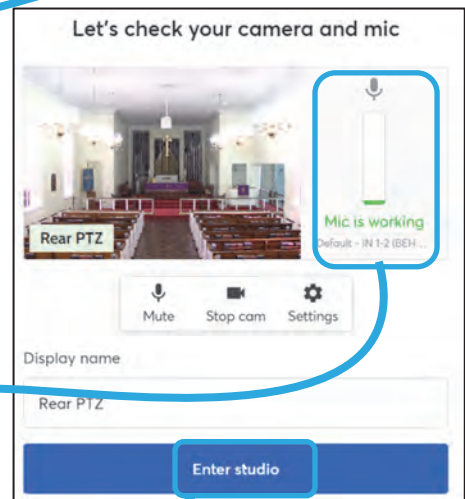 Let's check your camera and mic
Mic is working
Default - IN 1-2 (BEH...
Rear PTZ
Mute Stop cam Settings
Display name
Rear PTZ
Enter studio